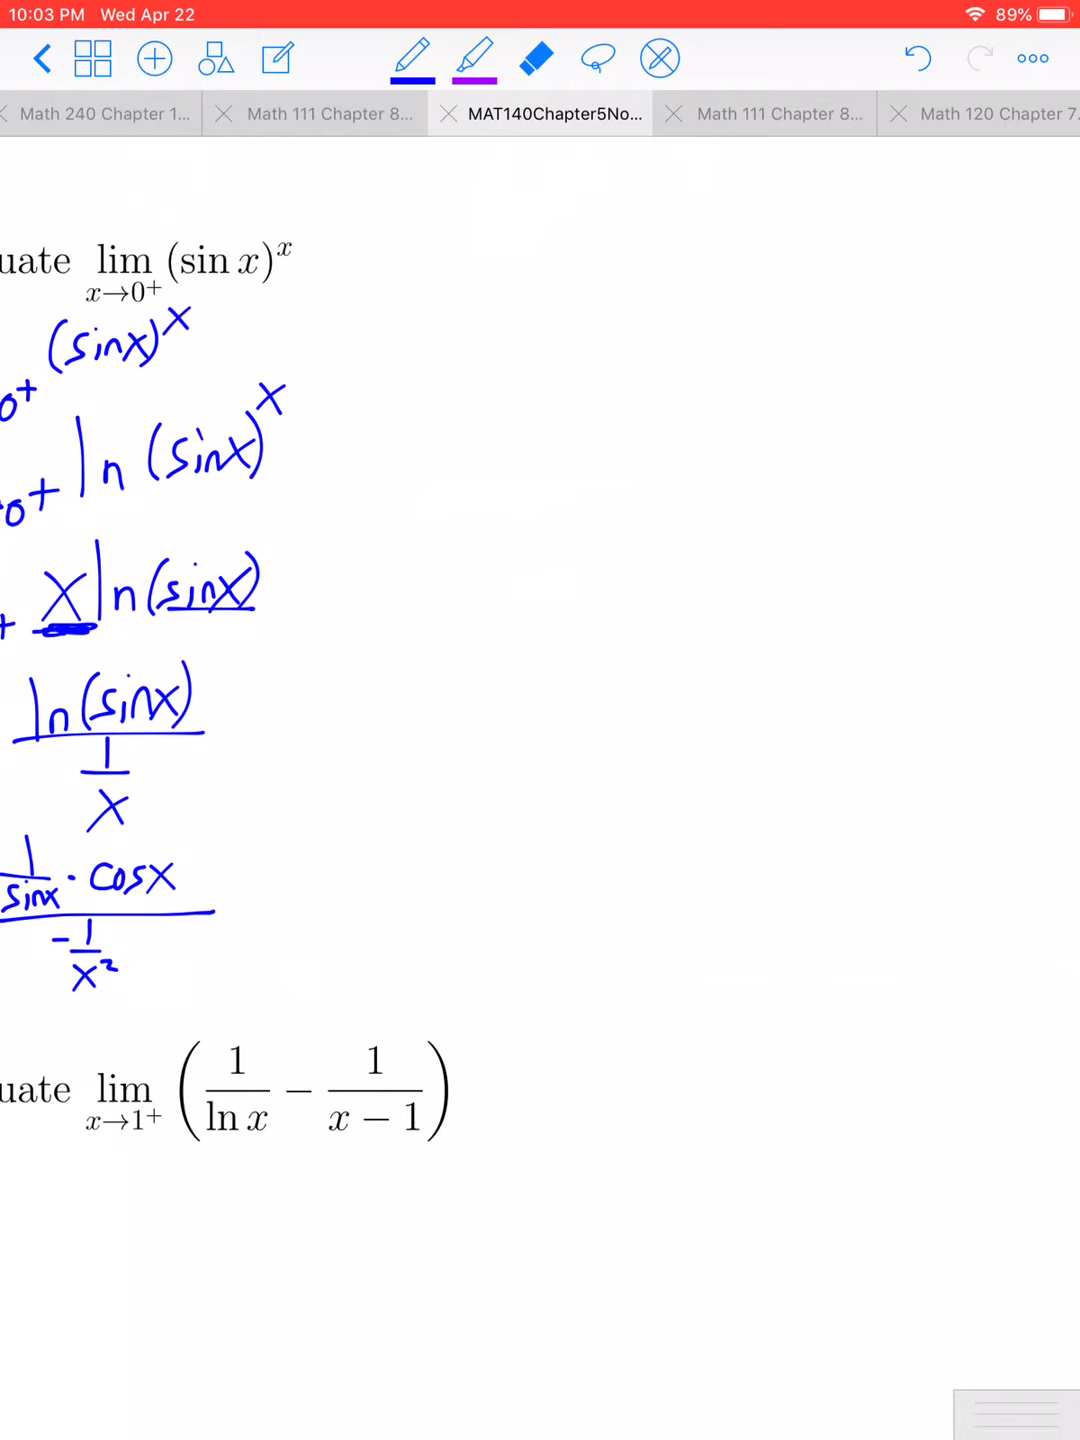 10:03 PM Wed Apr 22 89%
Math 240 Chapter 1... Math 111 Chapter 8... MAT140Chapter5No... Math 111 Chapter 8... Math 120 Chapter 7.
uate lim (sin x)^x
x→0+
(sinx)^x
0+
ln (sinx)^x
0+
+ x ln(sinx)
ln(sinx)
1
x
1
sinx · cosx
-1
x²
uate lim ( 1/ln x − 1/x − 1 )
x→1+